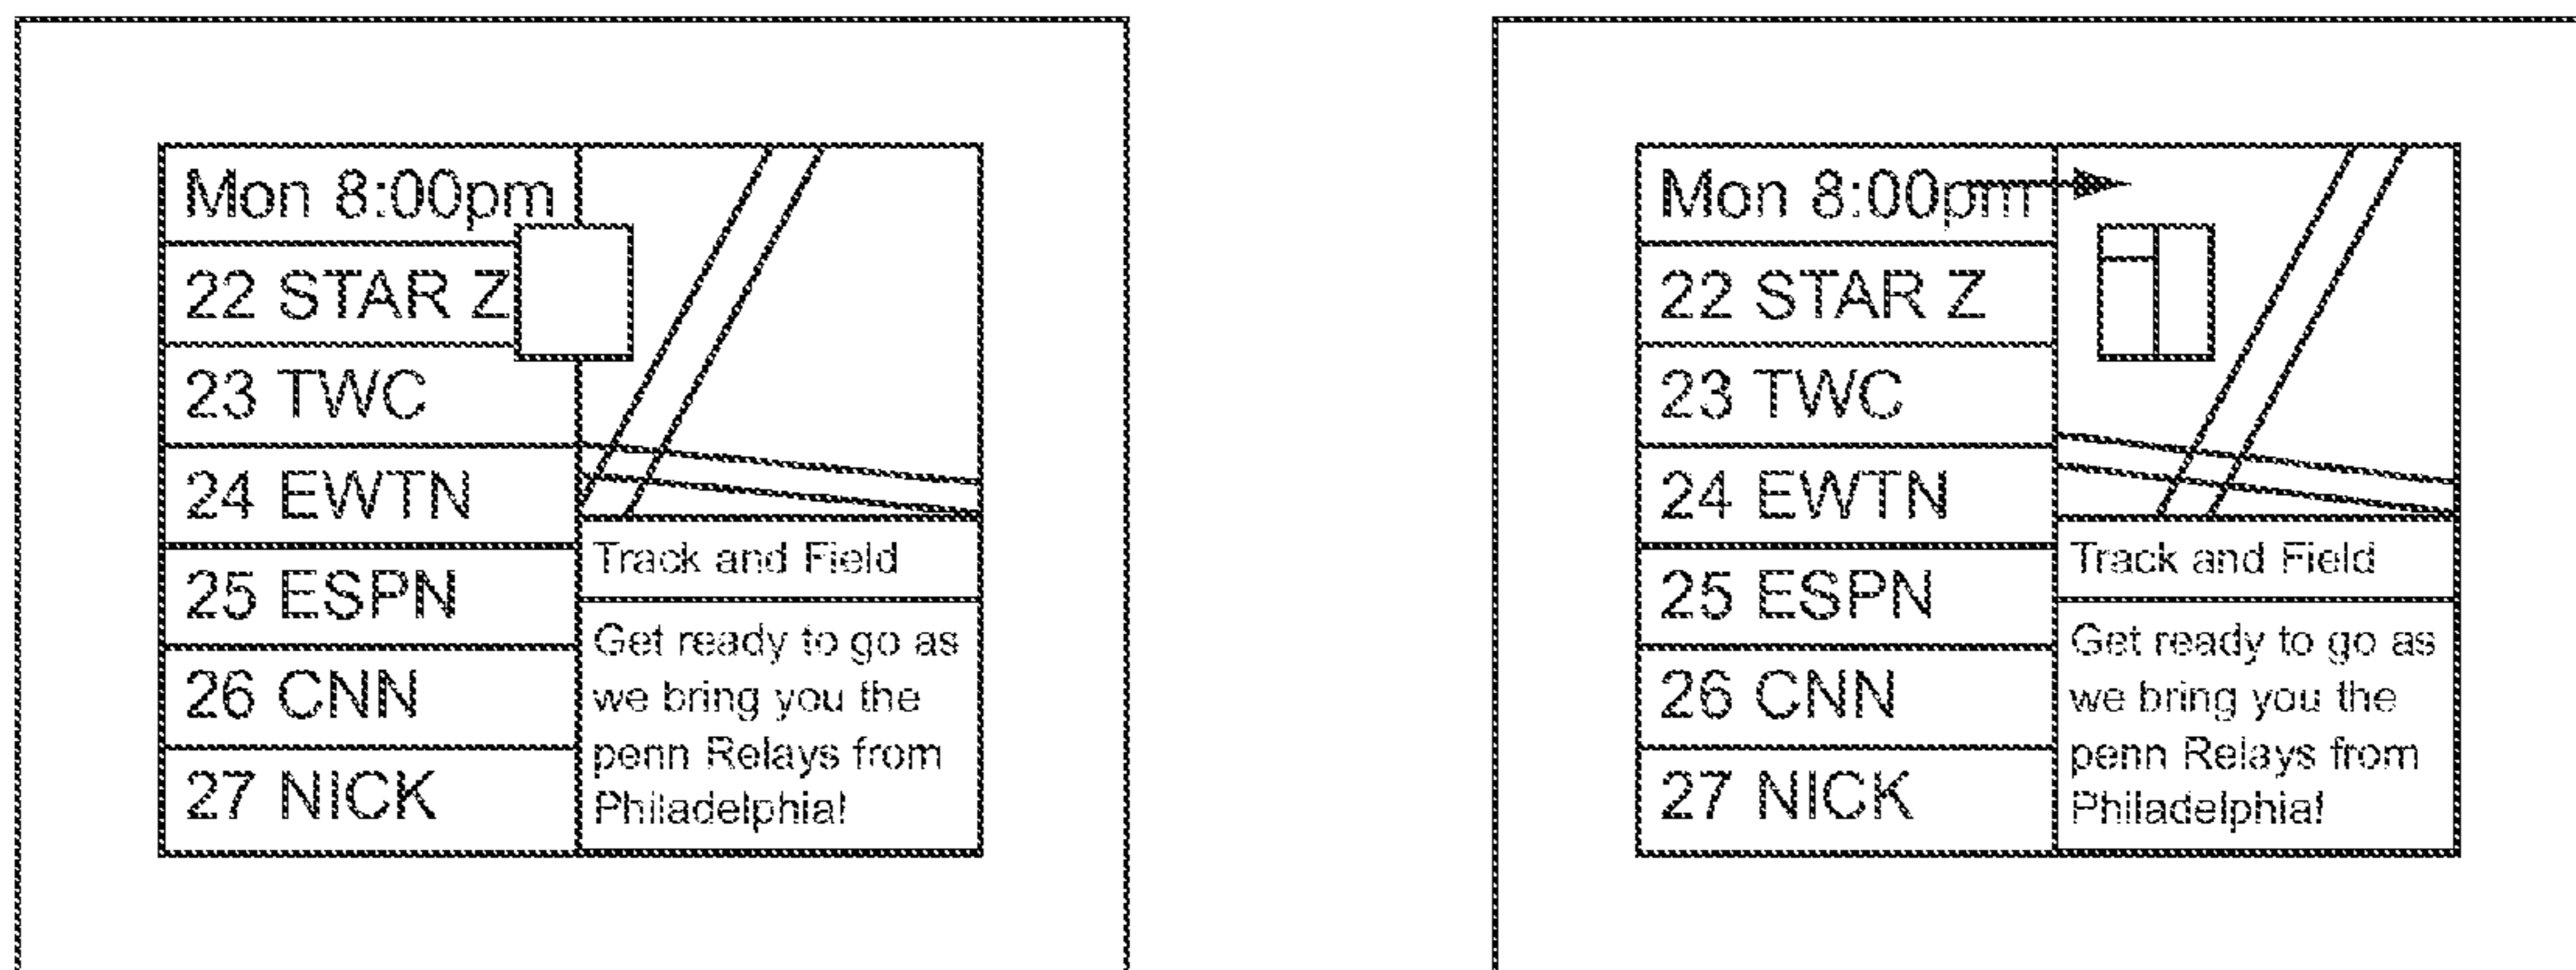 Mon 8:00pm
22 STAR Z
23 TWC
24 EWTN
25 ESPN
26 CNN
27 NICK
Track and Field
Get ready to go as
we bring you the
penn Relays from
Philadelphia!
Mon 8:00pm
22 STAR Z
23 TWC
24 EWTN
25 ESPN
26 CNN
27 NICK
Track and Field
Get ready to go as
we bring you the
penn Relays from
Philadelphia!